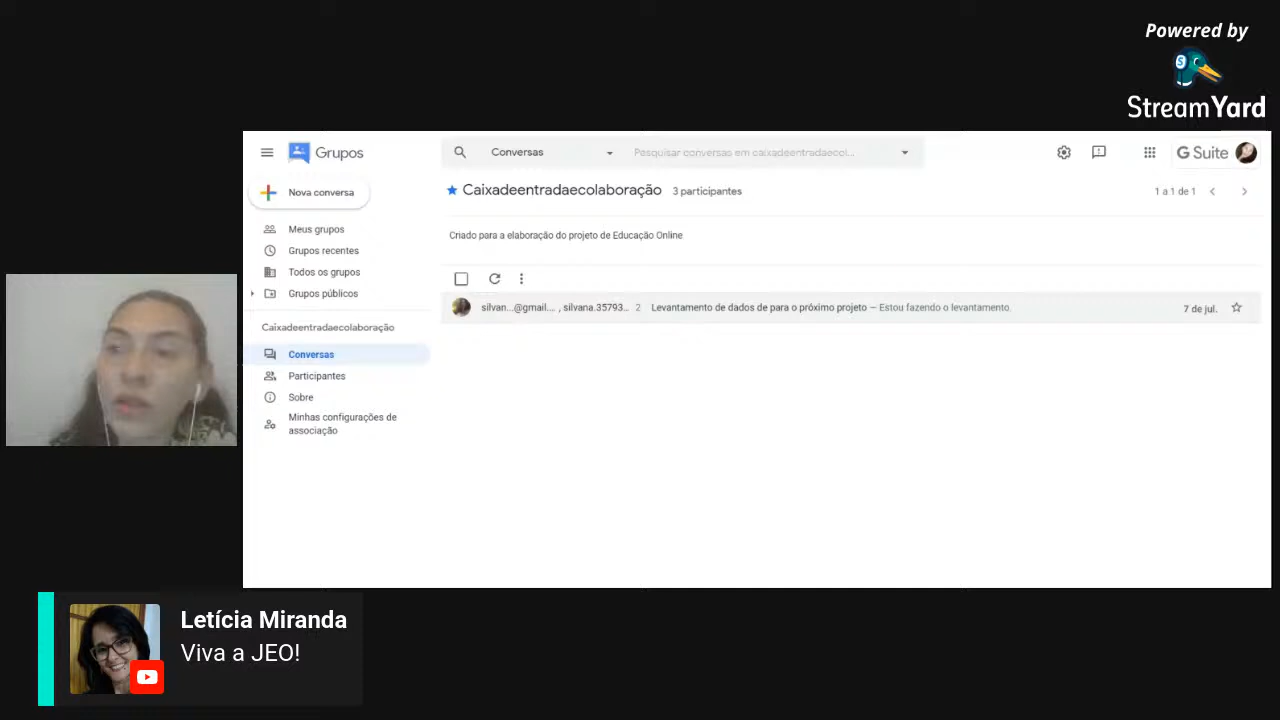 Powered by
StreamYard
Grupos
Conversas
Pesquisar conversas em caixadeentradaecol...
G Suite
Nova conversa
Caixadeentradaecolaboração 3 participantes
1 a 1 de 1
Meus grupos
Criado para a elaboração do projeto de Educação Online
Grupos recentes
Todos os grupos
Grupos públicos
silvan...@gmail.... , silvana.35793... 2 Levantamento de dados de para o próximo projeto — Estou fazendo o levantamento. 7 de jul.
Caixadeentradaecolaboração
Conversas
Participantes
Sobre
Minhas configurações de
associação
Letícia Miranda
Viva a JEO!